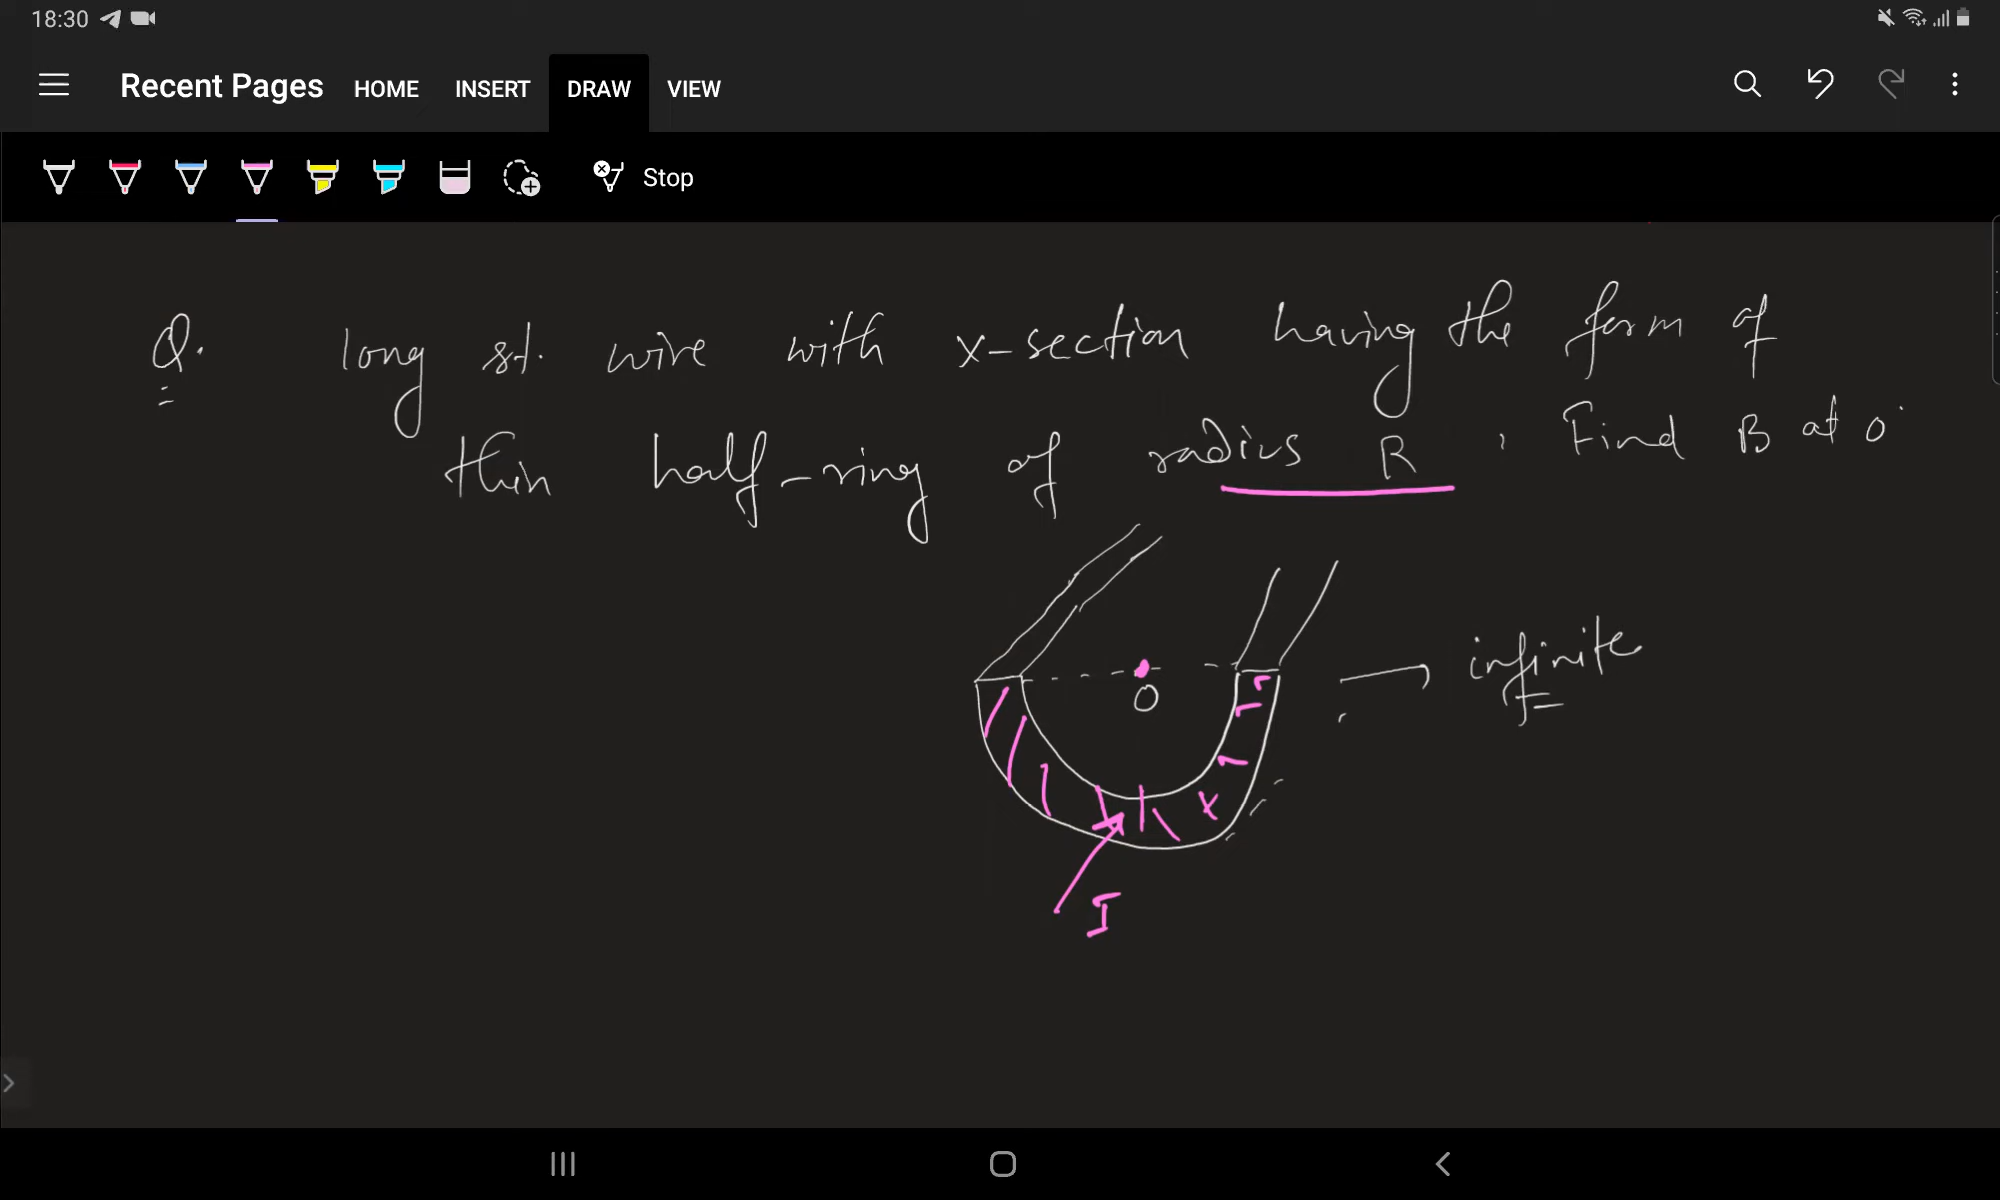 18:30
Recent Pages HOME INSERT DRAW VIEW
Stop
Q. long st. wire with x-section having the form of
thin half-ring of radius R, Find B at O.
O
infinite
I